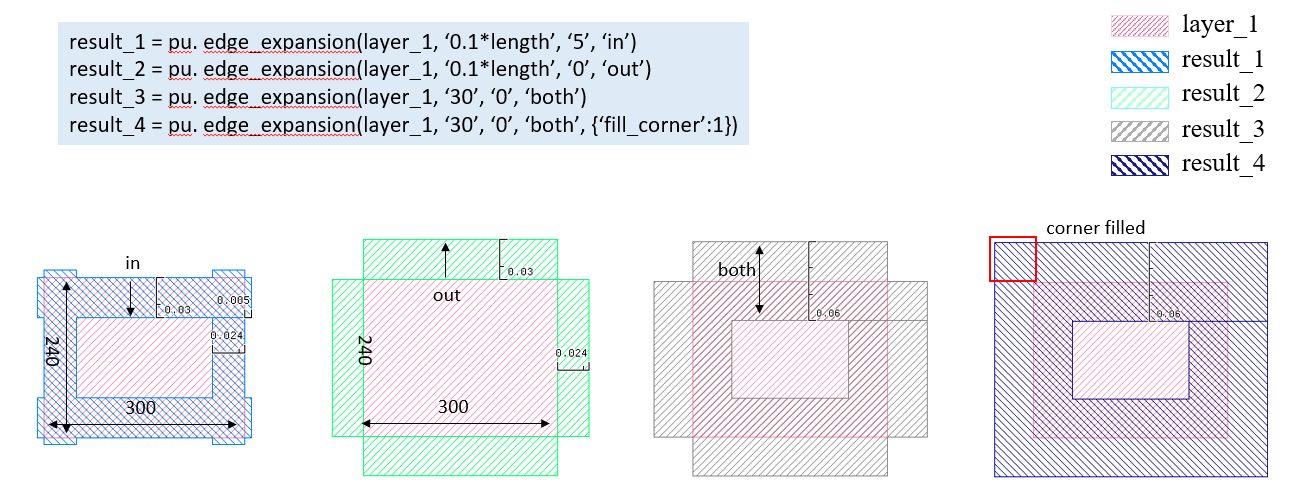 result_1 = pu. edge_expansion(layer_1, ‘0.1*length’, ‘5’, ‘in’)
result_2 = pu. edge_expansion(layer_1, ‘0.1*length’, ‘0’, ‘out’)
result_3 = pu. edge_expansion(layer_1, ‘30’, ‘0’, ‘both’)
result_4 = pu. edge_expansion(layer_1, ‘30’, ‘0’, ‘both’, {‘fill_corner’:1})
layer_1
result_1
result_2
result_3
result_4
in
0.03
0.005
0.024
240
300
out
0.03
240
0.024
300
both
0.06
corner filled
0.06